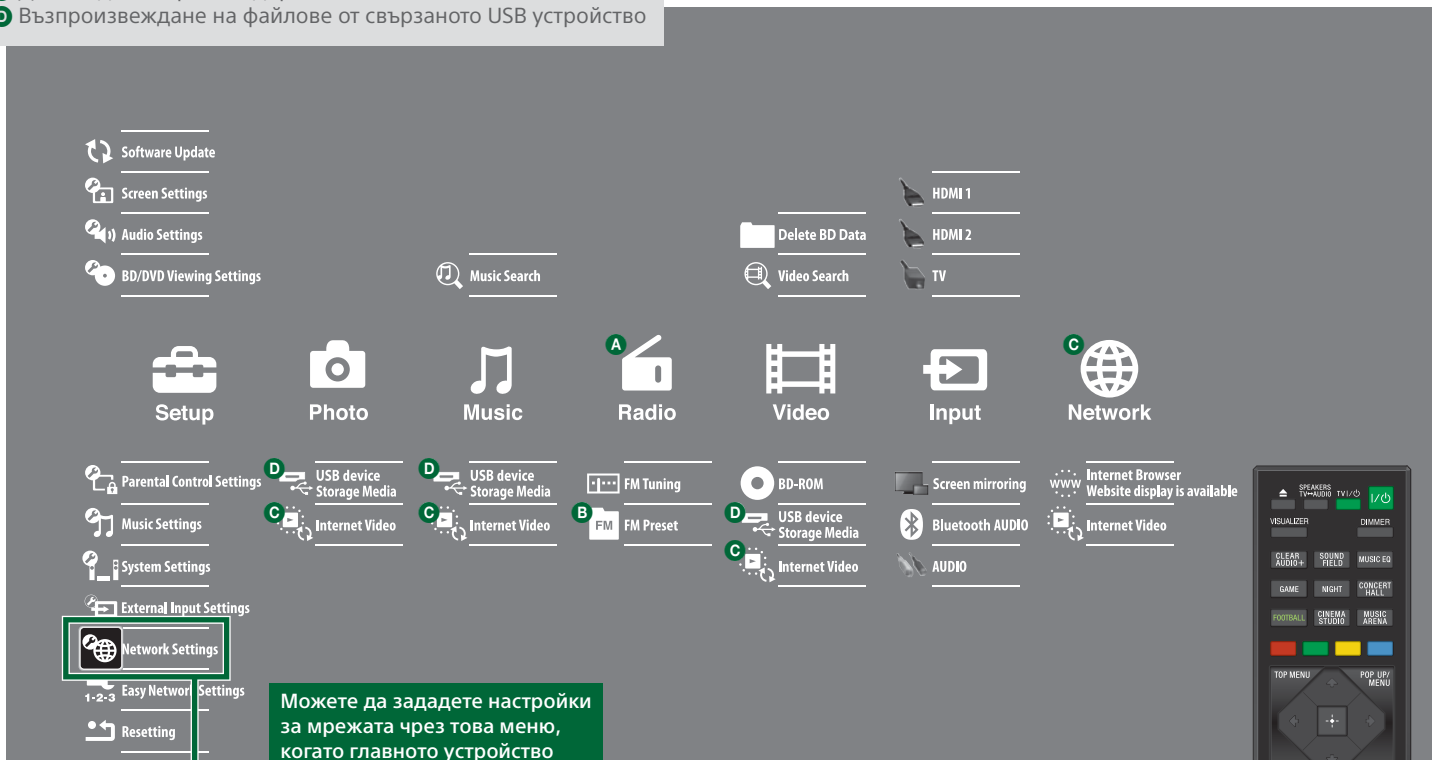 D Възпроизвеждане на файлове от свързаното USB устройство
Software Update
Screen Settings
Audio Settings
BD/DVD Viewing Settings
Music Search
Delete BD Data
Video Search
HDMI 1
HDMI 2
TV
Setup
Photo
Music
A
Radio
Video
Input
C
Network
Parental Control Settings
Music Settings
System Settings
External Input Settings
Network Settings
1-2-3 Easy Network Settings
Resetting
D USB device
Storage Media
C Internet Video
D USB device
Storage Media
C Internet Video
FM Tuning
B FM FM Preset
BD-ROM
D USB device
Storage Media
C Internet Video
Screen mirroring
Bluetooth AUDIO
AUDIO
www Internet Browser
Website display is available
Internet Video
Можете да зададете настройки
за мрежата чрез това меню,
когато главното устройство
SPEAKERS
TV↔AUDIO TV I/⏻ I/⏻
VISUALIZER DIMMER
CLEAR
AUDIO+
SOUND
FIELD
MUSIC EQ
GAME NIGHT
CONCERT
HALL
FOOTBALL
CINEMA
STUDIO
MUSIC
ARENA
TOP MENU
POP UP/
MENU